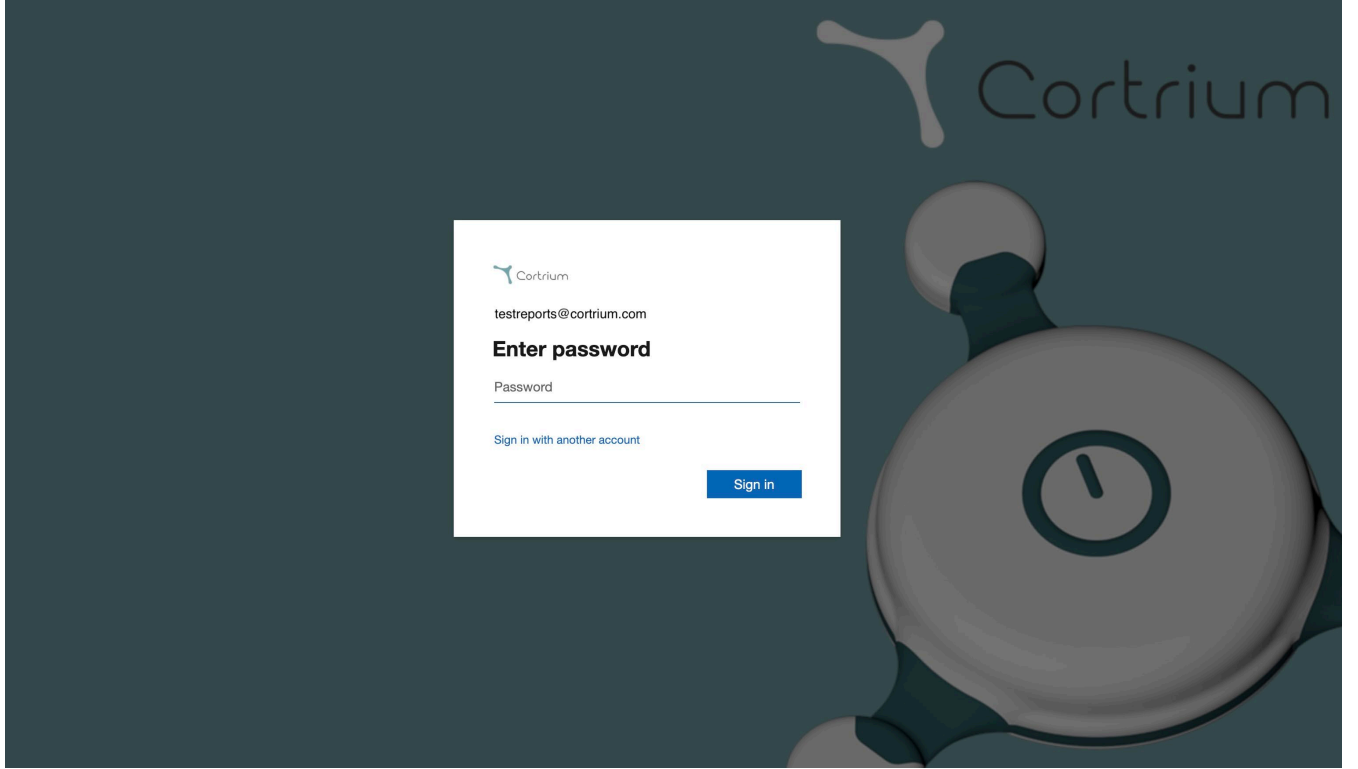 Cortrium
Cortrium
testreports@cortrium.com
Enter password
Password
Sign in with another account
Sign in